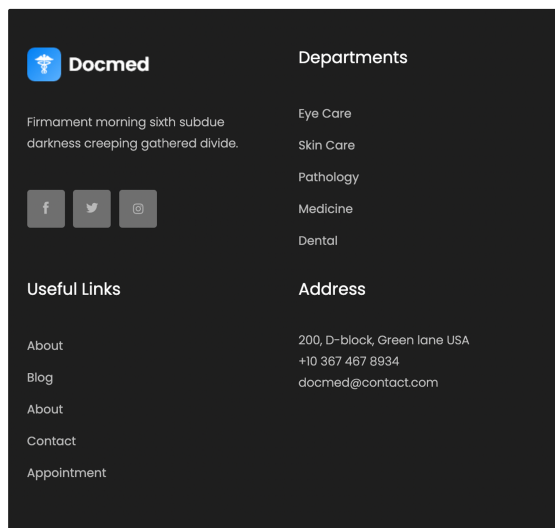 Docmed
Firmament morning sixth subdue
darkness creeping gathered divide.
Departments
Eye Care
Skin Care
Pathology
Medicine
Dental
Useful Links
About
Blog
About
Contact
Appointment
Address
200, D-block, Green lane USA
+10 367 467 8934
docmed@contact.com